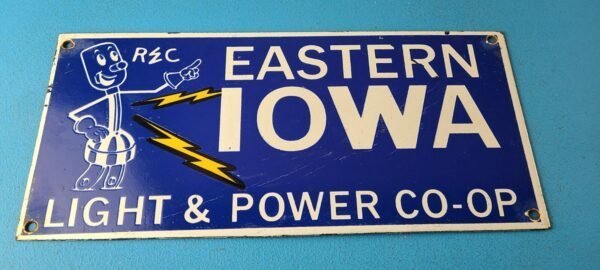 REC
EASTERN
IOWA
LIGHT & POWER CO-OP